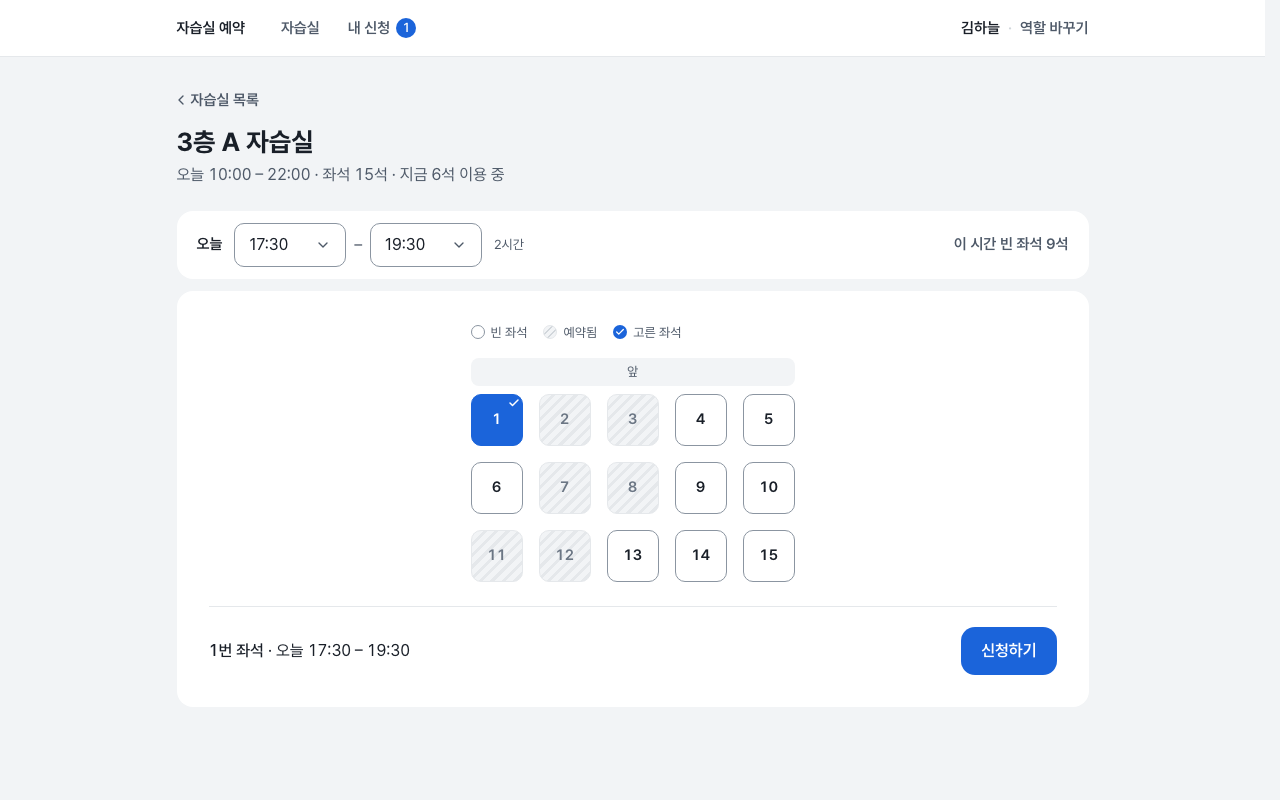 자습실 예약 자습실 내 신청 1 김하늘 · 역할 바꾸기
자습실 목록
3층 A 자습실
오늘 10:00 – 22:00 · 좌석 15석 · 지금 6석 이용 중
오늘 17:30 – 19:30 2시간 이 시간 빈 좌석 9석
빈 좌석 예약됨 고른 좌석
앞
1 2 3 4 5
6 7 8 9 10
11 12 13 14 15
1번 좌석 · 오늘 17:30 – 19:30 신청하기